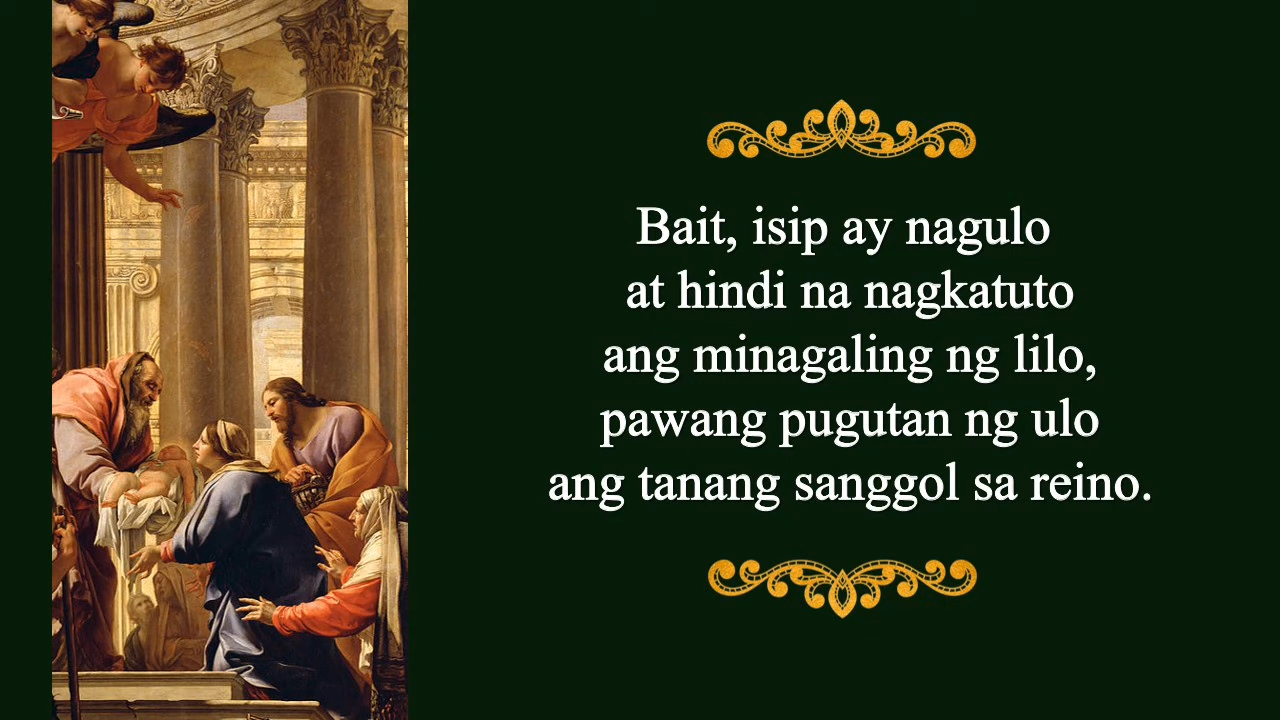 Bait, isip ay nagulo
at hindi na nagkatuto
ang minagaling ng lilo,
pawang pugutan ng ulo
ang tanang sanggol sa reino.